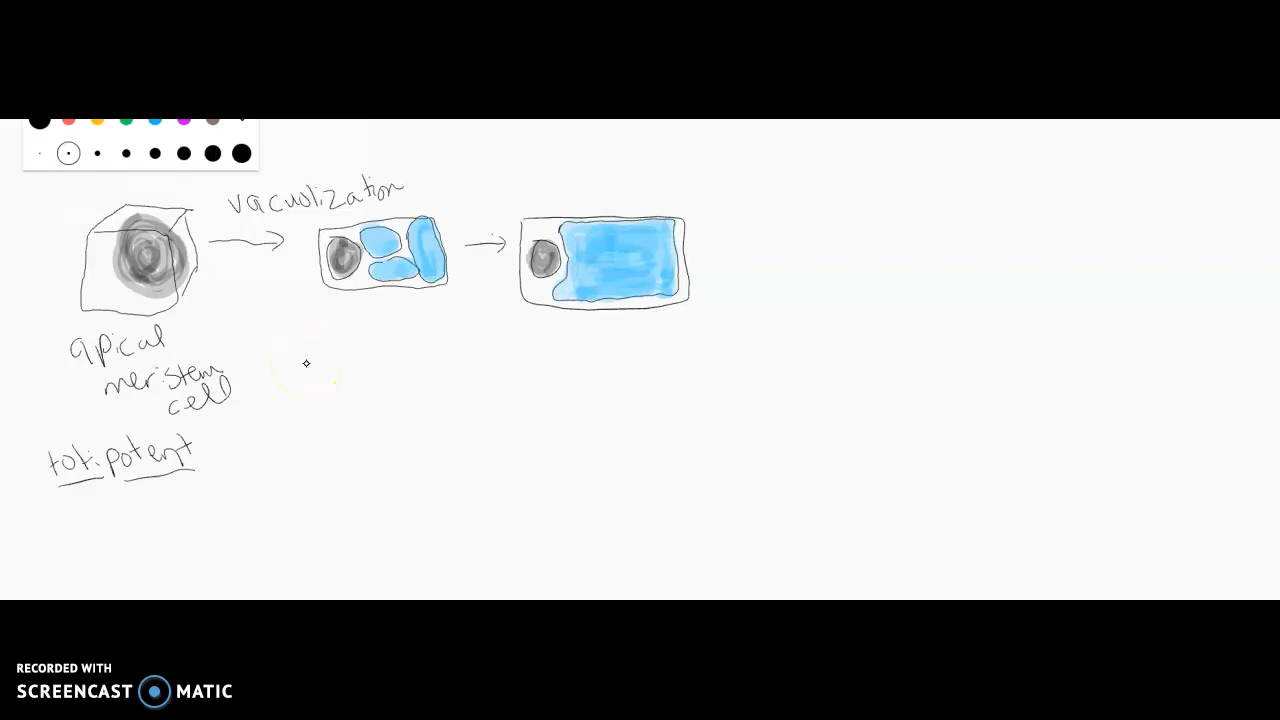 vacuolization
apical
meristem
cell
totipotent
RECORDED WITH
SCREENCAST MATIC